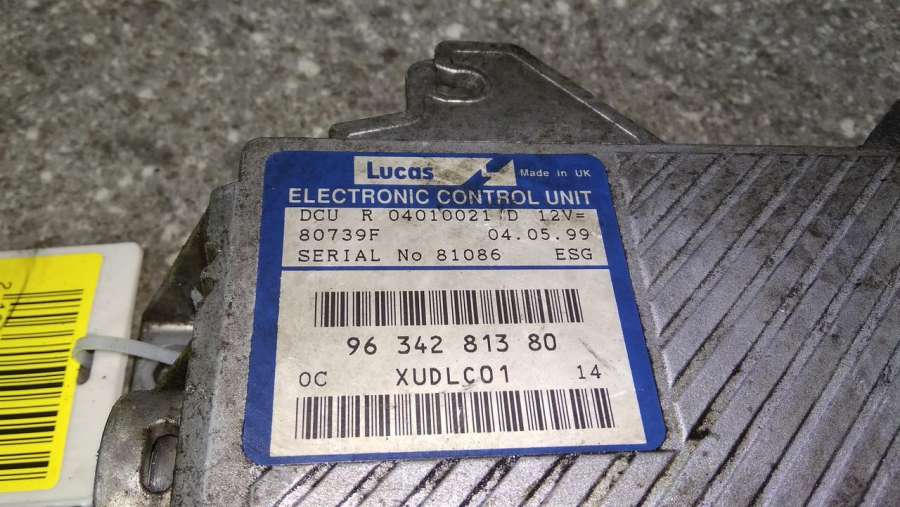 Lucas Made in UK
ELECTRONIC CONTROL UNIT
DCU R 04010021/D 12V=
80739F 04.05.99
SERIAL No 81086 ESG
96 342 813 80
0C XUDLC01 14